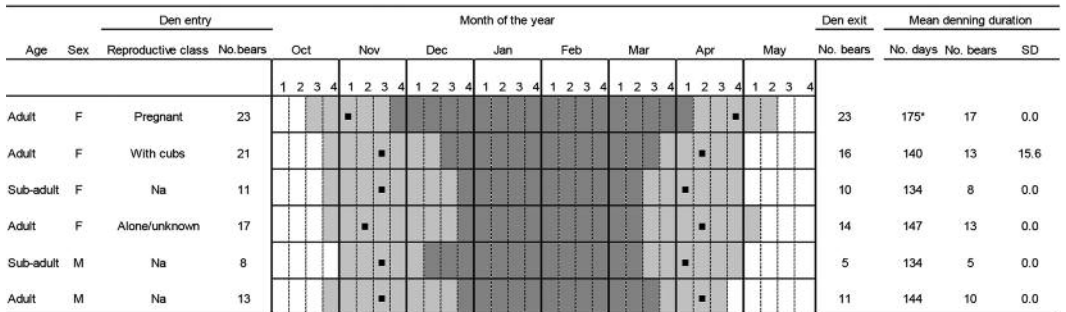 Den entry Month of the year Den exit Mean denning duration
Age Sex Reproductive class No.bears Oct Nov Dec Jan Feb Mar Apr May No. bears No. days No. bears SD
1 2 3 4 1 2 3 4 1 2 3 4 1 2 3 4 1 2 3 4 1 2 3 4 1 2 3 4 1 2 3 4
Adult F Pregnant 23 23 175* 17 0.0
Adult F With cubs 21 16 140 13 15.6
Sub-adult F Na 11 10 134 8 0.0
Adult F Alone/unknown 17 14 147 13 0.0
Sub-adult M Na 8 5 134 5 0.0
Adult M Na 13 11 144 10 0.0